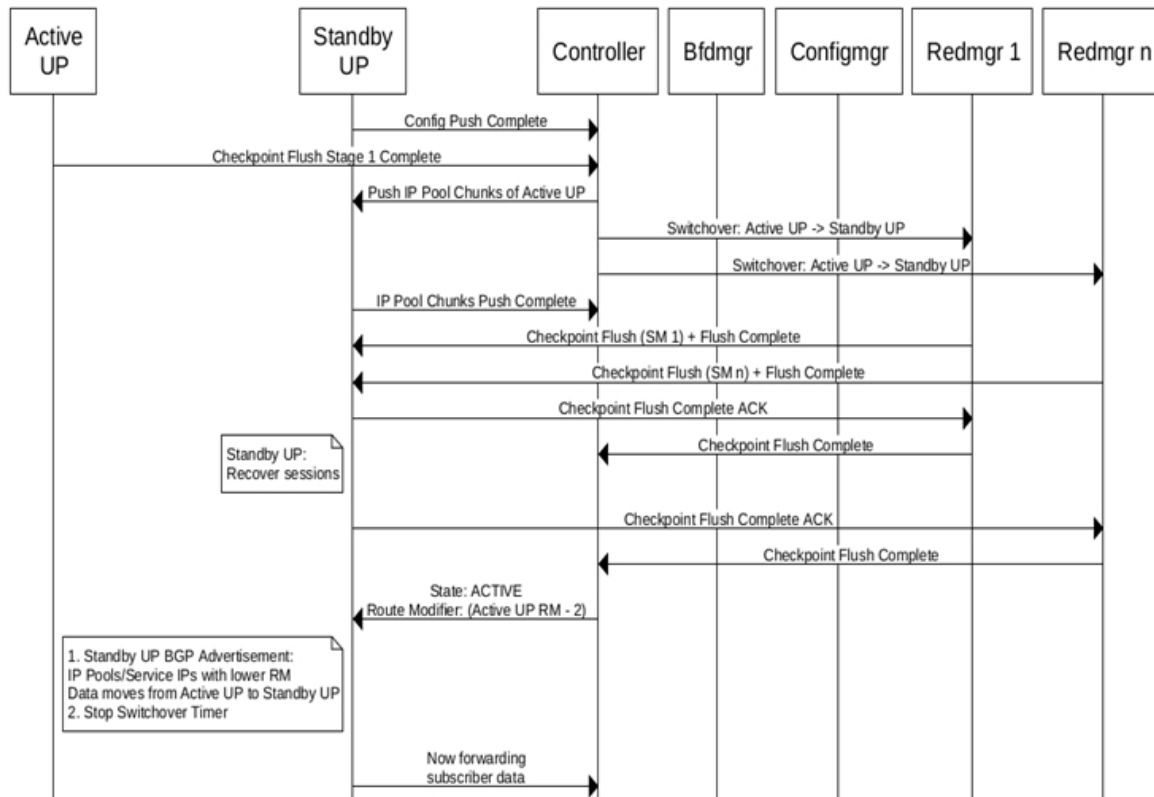 Active
UP
Standby
UP
Controller
Bfdmgr
Configmgr
Redmgr 1
Redmgr n
Config Push Complete
Checkpoint Flush Stage 1 Complete
Push IP Pool Chunks of Active UP
Switchover: Active UP -> Standby UP
Switchover: Active UP -> Standby UP
IP Pool Chunks Push Complete
Checkpoint Flush (SM 1) + Flush Complete
Checkpoint Flush (SM n) + Flush Complete
Checkpoint Flush Complete ACK
Standby UP:
Recover sessions
Checkpoint Flush Complete
Checkpoint Flush Complete ACK
Checkpoint Flush Complete
State: ACTIVE
Route Modifier: (Active UP RM - 2)
1. Standby UP BGP Advertisement:
IP Pools/Service IPs with lower RM
Data moves from Active UP to Standby UP
2. Stop Switchover Timer
Now forwarding
subscriber data